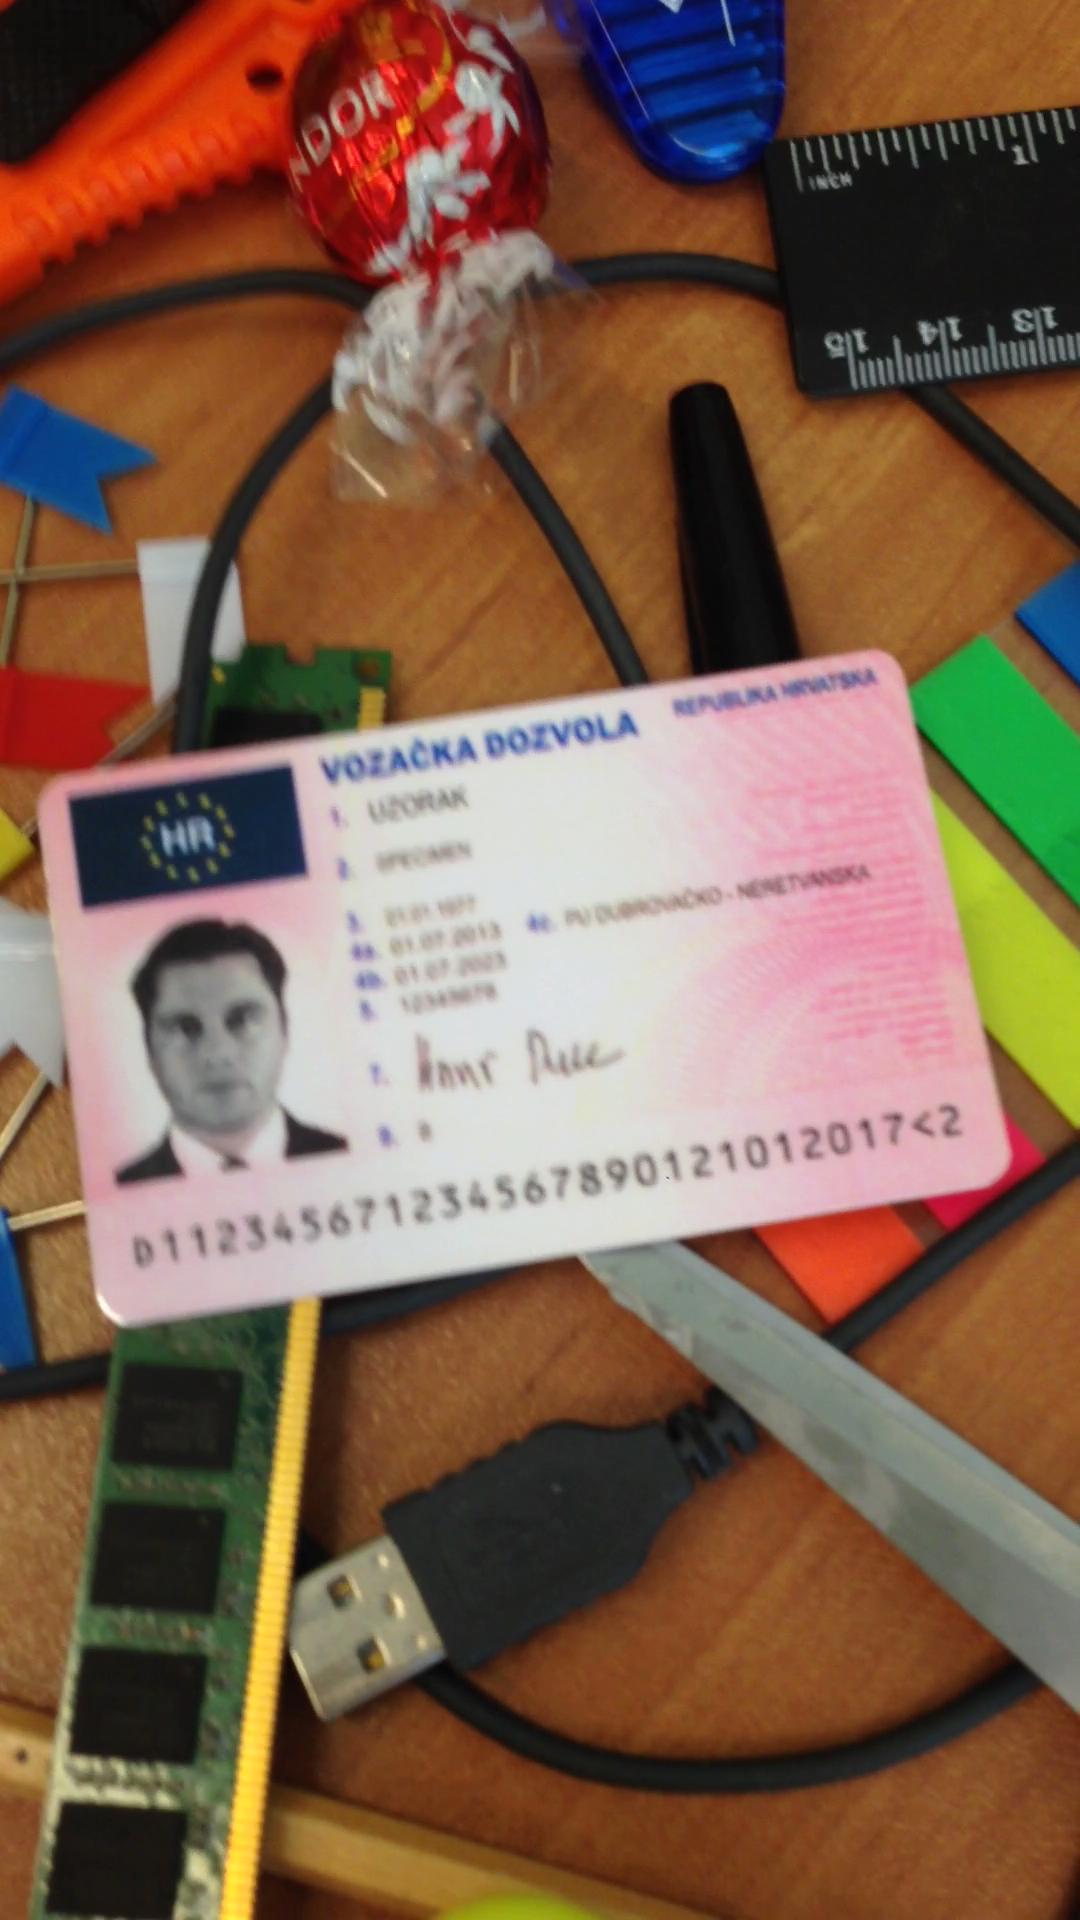 NDOR
INCH
1
15 14 13
VOZAČKA DOZVOLA
REPUBLIKA HRVATSKA
HR
1. UZORAK
2. SPECIMEN
3. 01.01.1977
4a. 01.07.2013 4c. PU DUBROVAČKO - NERETVANSKA
4b. 01.07.2023
5. 12345678
7.
8.
D11234567123456789012101201 7<2